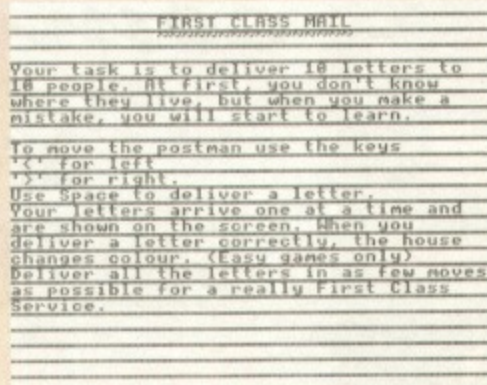 FIRST CLASS MAIL
Your task is to deliver 10 letters to
10 people. At first, you don't know
where they live, but when you make a
mistake, you will start to learn.
To move the postman use the keys
'<' for left
'>' for right.
Use Space to deliver a letter.
Your letters arrive one at a time and
are shown on the screen. When you
deliver a letter correctly, the house
changes colour. (Easy games only)
Deliver all the letters in as few moves
as possible for a really First Class
Service.